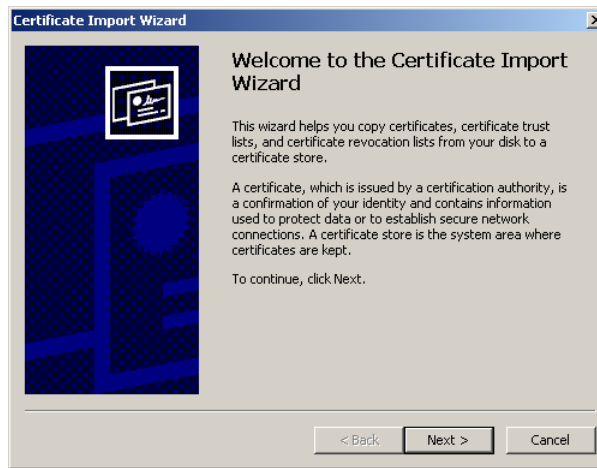 Certificate Import Wizard
Welcome to the Certificate Import
Wizard
This wizard helps you copy certificates, certificate trust
lists, and certificate revocation lists from your disk to a
certificate store.
A certificate, which is issued by a certification authority, is
a confirmation of your identity and contains information
used to protect data or to establish secure network
connections. A certificate store is the system area where
certificates are kept.
To continue, click Next.
< Back
Next >
Cancel